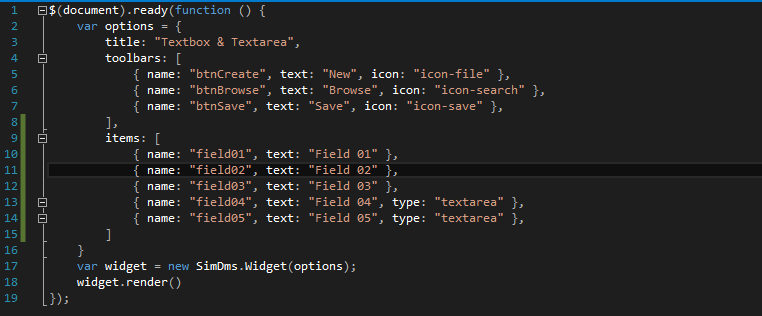 1 $(document).ready(function () {
2 var options = {
3 title: "Textbox & Textarea",
4 toolbars: [
5 { name: "btnCreate", text: "New", icon: "icon-file" },
6 { name: "btnBrowse", text: "Browse", icon: "icon-search" },
7 { name: "btnSave", text: "Save", icon: "icon-save" },
8 ],
9 items: [
10 { name: "field01", text: "Field 01" },
11 { name: "field02", text: "Field 02" },
12 { name: "field03", text: "Field 03" },
13 { name: "field04", text: "Field 04", type: "textarea" },
14 { name: "field05", text: "Field 05", type: "textarea" },
15 ]
16 }
17 var widget = new SimDms.Widget(options);
18 widget.render()
19 });